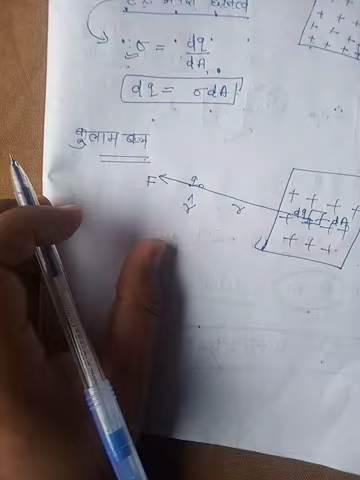 σ = dq
dA
dq = σdA
कुलाम बल
F q₀
r̂ r
+ + + +
+ dq + dA
+ + +